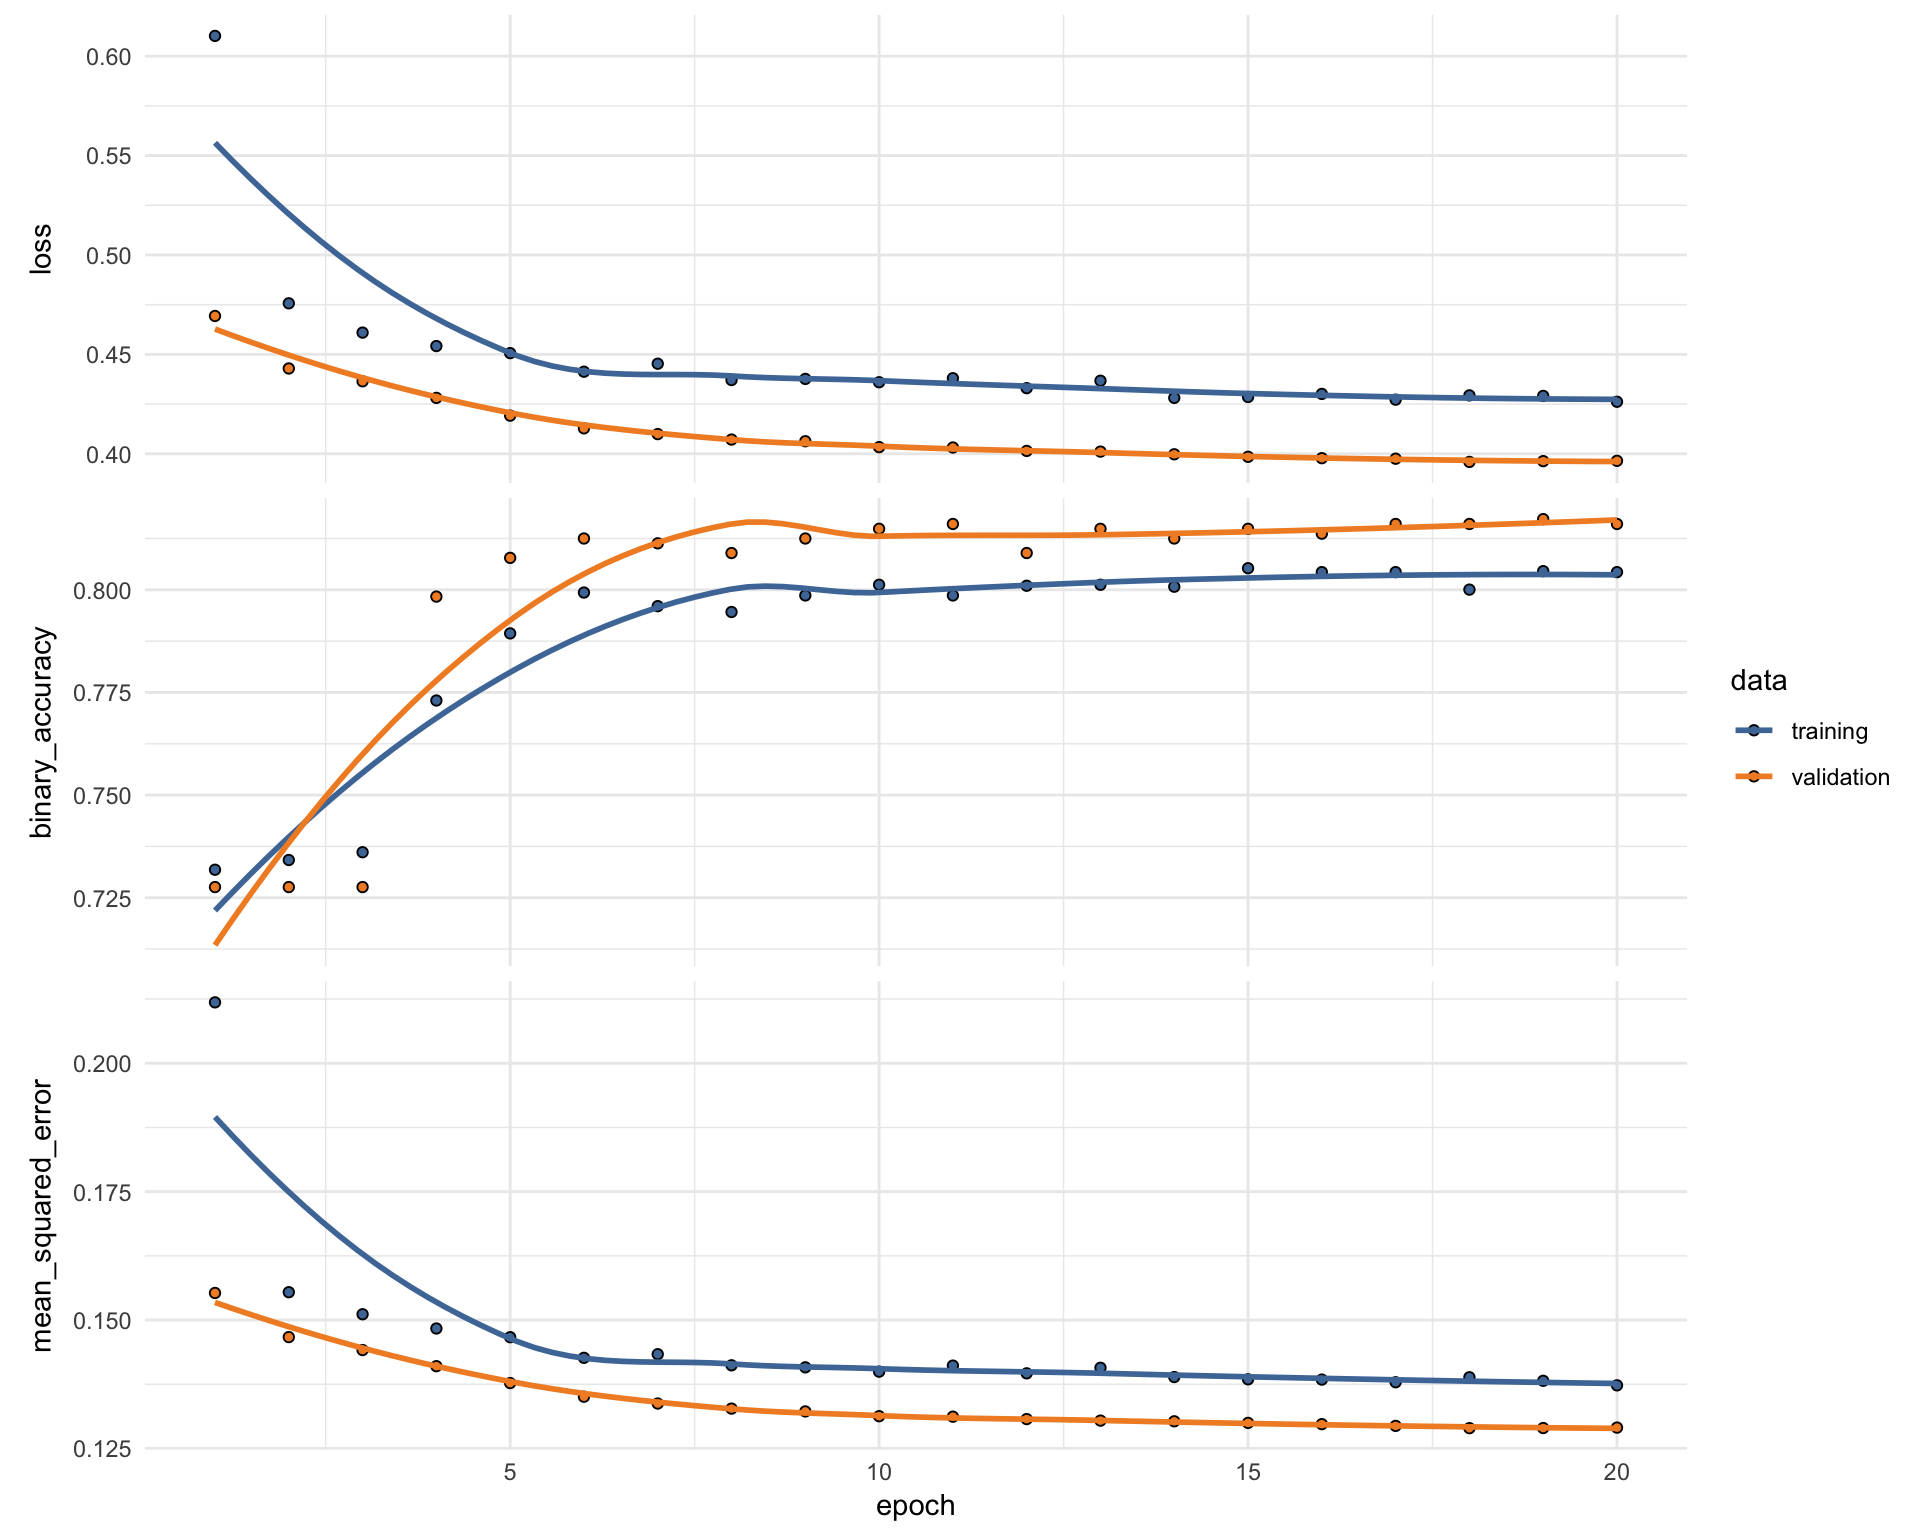 0.60
0.55
0.50
0.45
0.40
loss
0.800
0.775
0.750
0.725
binary_accuracy
0.200
0.175
0.150
0.125
mean_squared_error
5 10 15 20
epoch
data
training
validation